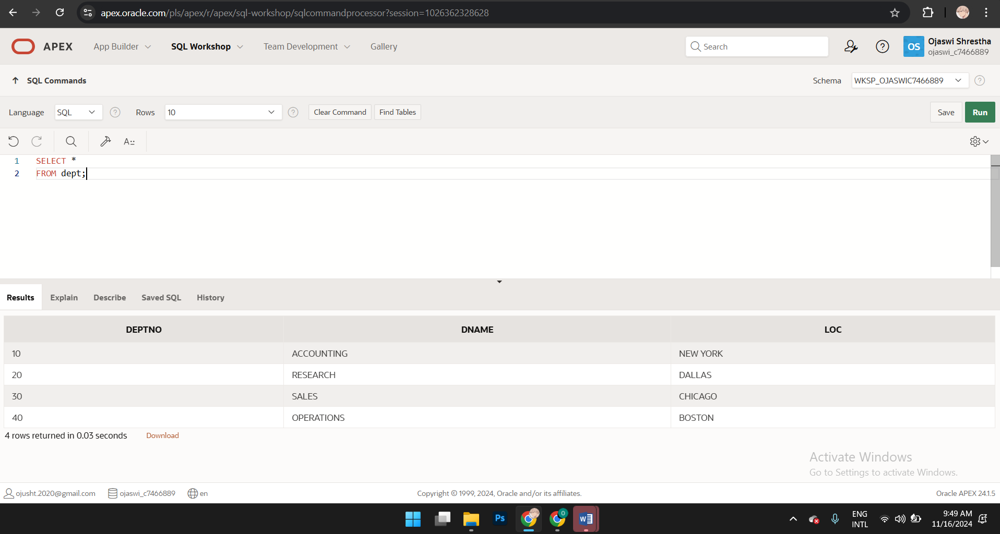 apex.oracle.com/pls/apex/r/apex/sql-workshop/sqlcommandprocessor?session=1026362328628
APEX App Builder SQL Workshop Team Development Gallery Search OS Ojaswi Shrestha
ojaswi_c7466889
SQL Commands Schema WKSP_OJASWIC7466889
Language SQL Rows 10 Clear Command Find Tables Save Run
A::
1 SELECT *
2 FROM dept;
Results Explain Describe Saved SQL History
DEPTNO DNAME LOC
10 ACCOUNTING NEW YORK
20 RESEARCH DALLAS
30 SALES CHICAGO
40 OPERATIONS BOSTON
4 rows returned in 0.03 seconds Download
Activate Windows
Go to Settings to activate Windows.
ojusht.2020@gmail.com ojaswi_c7466889 en Copyright © 1999, 2024, Oracle and/or its affiliates. Oracle APEX 24.1.5
Ps 0 W ENG 9:49 AM
INTL 11/16/2024